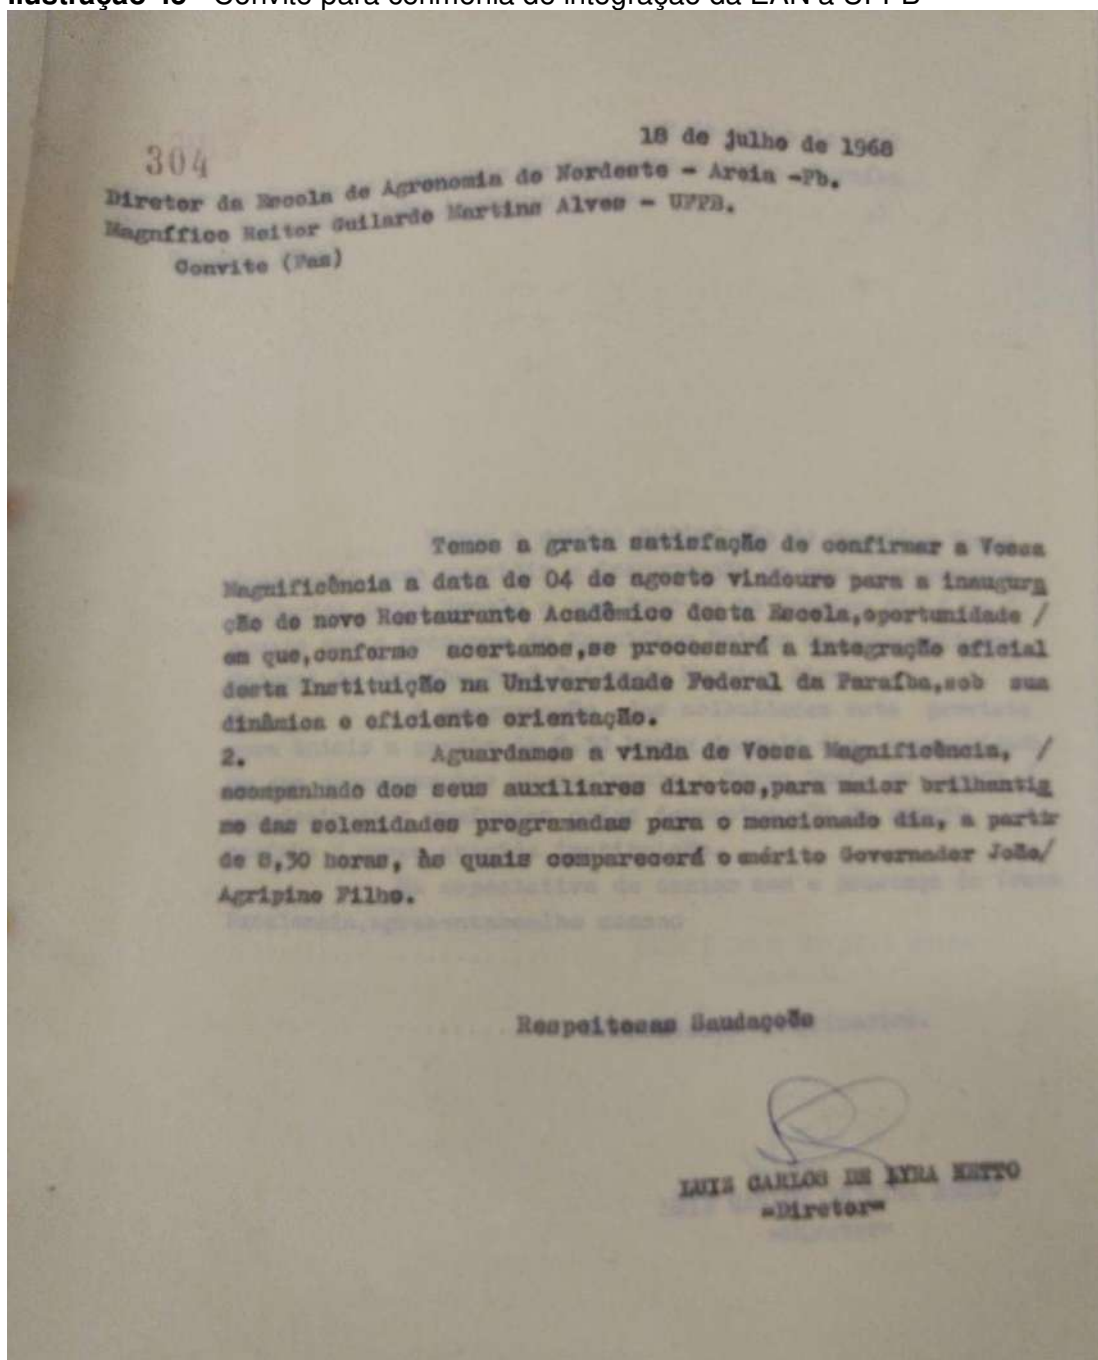 Ilustração 43 - Convite para cerimônia de integração da EAN à UFPB
18 de julho de 1968
304
Diretor da Escola de Agronomia do Nordeste - Areia -Pb.
Magnífico Reitor Guilardo Martins Alves - UFPB.
Convite (Faz)
Temos a grata satisfação de confirmar a Vossa
Magnificência a data de 04 de agosto vindouro para a inaugura
ção do novo Restaurante Acadêmico desta Escola,oportunidade /
em que,conforme acertamos,se processará a integração oficial
desta Instituição na Universidade Federal da Paraíba,sob sua
dinâmica e eficiente orientação.
2. Aguardamos a vinda de Vossa Magnificência, /
acompanhado dos seus auxiliares diretos,para maior brilhantis
mo das solenidades programadas para o mencionado dia, a partir
de 8,30 horas, às quais comparecerá o emérito Governador João/
Agripino Filho.
Respeitosas Saudações
LUIZ CARLOS DE LYRA NETTO
=Diretor=